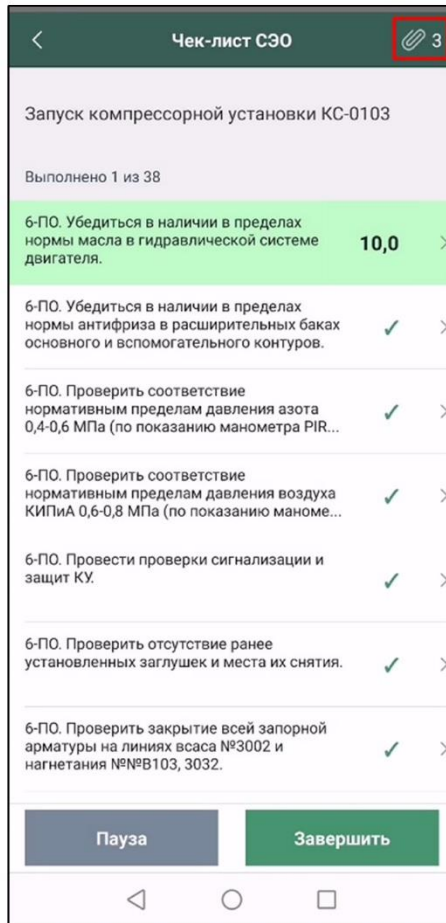 Чек-лист СЭО
3
Запуск компрессорной установки КС-0103
Выполнено 1 из 38
6-ПО. Убедиться в наличии в пределах
нормы масла в гидравлической системе
двигателя.
10,0
6-ПО. Убедиться в наличии в пределах
нормы антифриза в расширительных баках
основного и вспомогательного контуров.
6-ПО. Проверить соответствие
нормативным пределам давления азота
0,4-0,6 МПа (по показанию манометра PIR...
6-ПО. Проверить соответствие
нормативным пределам давления воздуха
КИПиА 0,6-0,8 МПа (по показанию маноме...
6-ПО. Провести проверки сигнализации и
защит КУ.
6-ПО. Проверить отсутствие ранее
установленных заглушек и места их снятия.
6-ПО. Проверить закрытие всей запорной
арматуры на линиях всаса №3002 и
нагнетания №№В103, 3032.
Пауза
Завершить